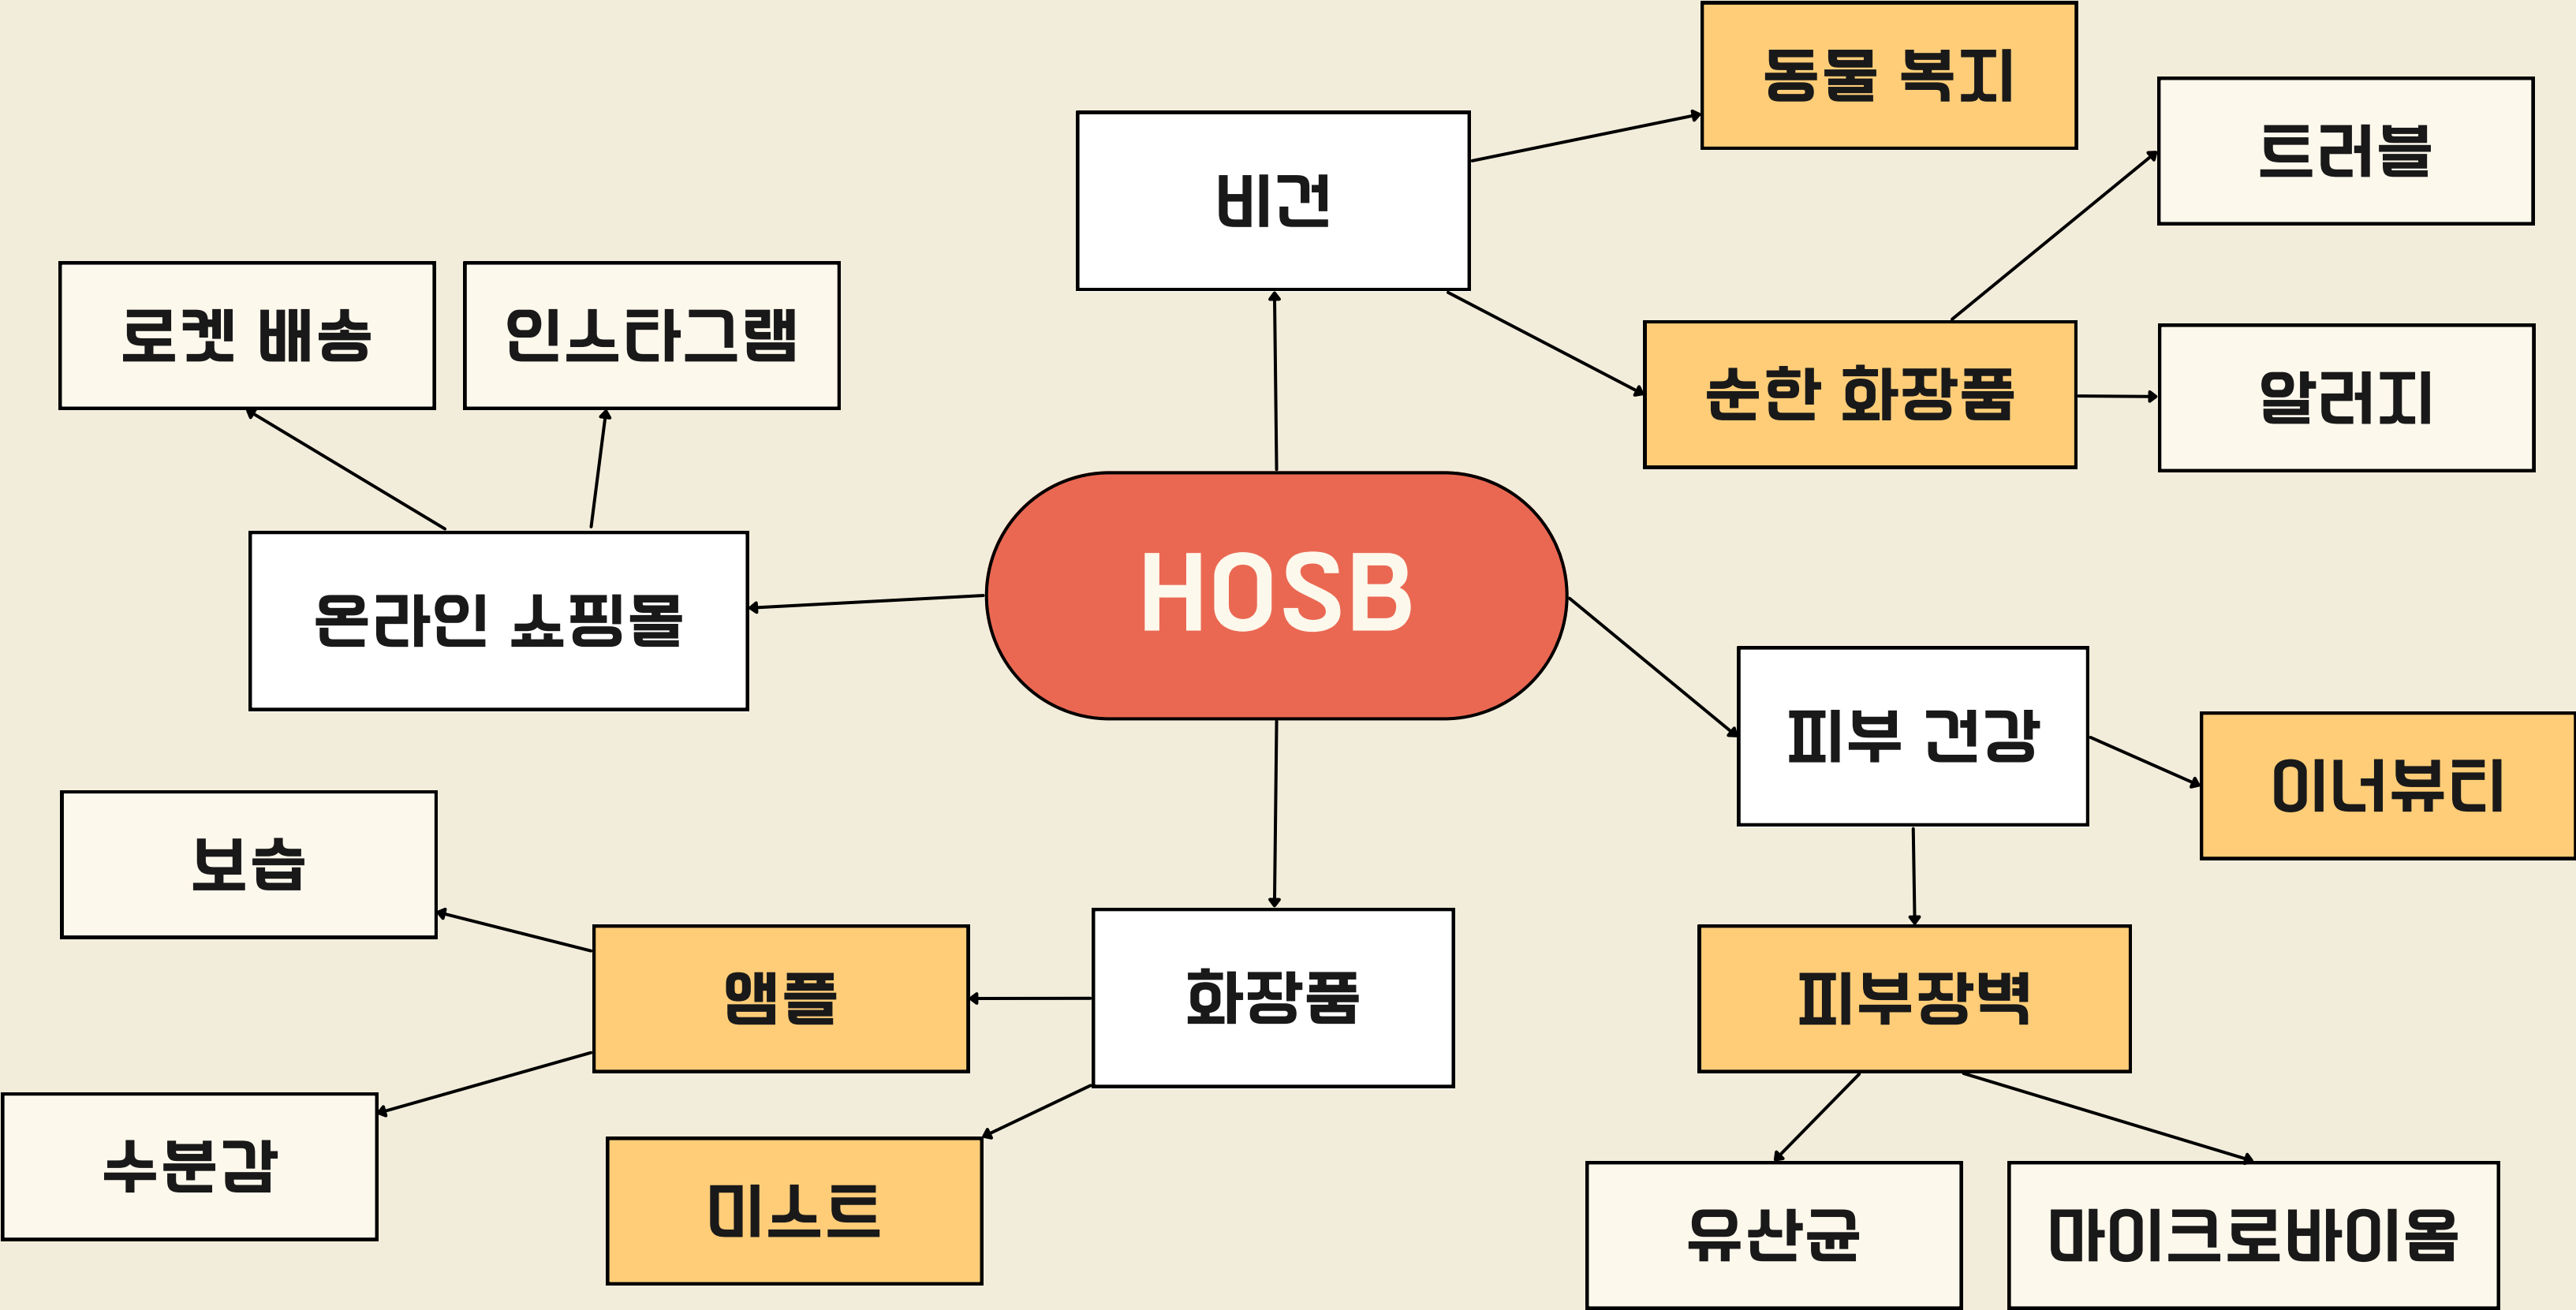 동물 복지
트러블
비건
로켓 배송
인스타그램
순한 화장품
알러지
온라인 쇼핑몰
HOSB
피부 건강
이너뷰티
보습
앰플
화장품
피부장벽
수분감
미스트
유산균
마이크로바이옴